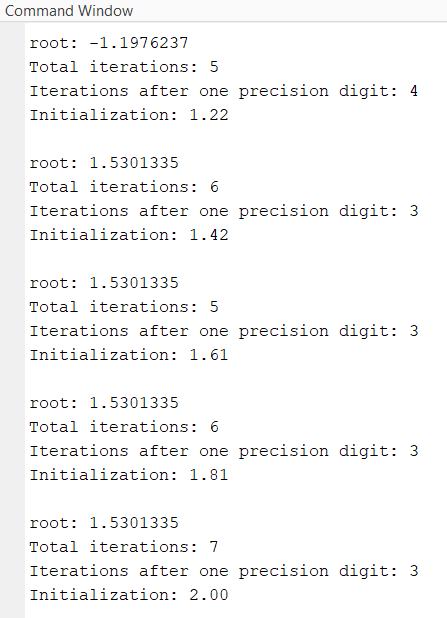 Command Window
root: -1.1976237
Total iterations: 5
Iterations after one precision digit: 4
Initialization: 1.22
root: 1.5301335
Total iterations: 6
Iterations after one precision digit: 3
Initialization: 1.42
root: 1.5301335
Total iterations: 5
Iterations after one precision digit: 3
Initialization: 1.61
root: 1.5301335
Total iterations: 6
Iterations after one precision digit: 3
Initialization: 1.81
root: 1.5301335
Total iterations: 7
Iterations after one precision digit: 3
Initialization: 2.00